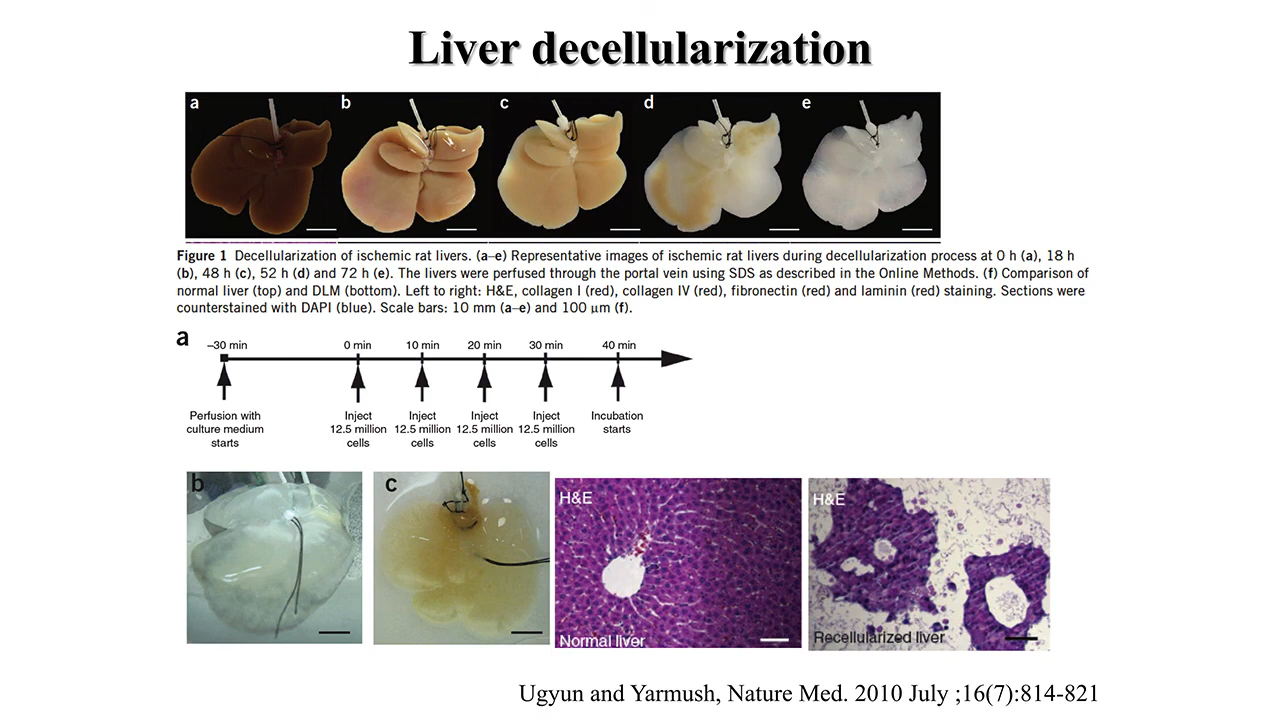 Liver decellularization
a b c d e
Figure 1 Decellularization of ischemic rat livers. (a–e) Representative images of ischemic rat livers during decellularization process at 0 h (a), 18 h
(b), 48 h (c), 52 h (d) and 72 h (e). The livers were perfused through the portal vein using SDS as described in the Online Methods. (f) Comparison of
normal liver (top) and DLM (bottom). Left to right: H&E, collagen I (red), collagen IV (red), fibronectin (red) and laminin (red) staining. Sections were
counterstained with DAPI (blue). Scale bars: 10 mm (a–e) and 100 μm (f).
a
–30 min 0 min 10 min 20 min 30 min 40 min
Perfusion with Inject Inject Inject Inject Incubation
culture medium 12.5 million 12.5 million 12.5 million 12.5 million starts
starts cells cells cells cells
b c H&E H&E
Normal liver Recellularized liver
Ugyun and Yarmush, Nature Med. 2010 July ;16(7):814-821